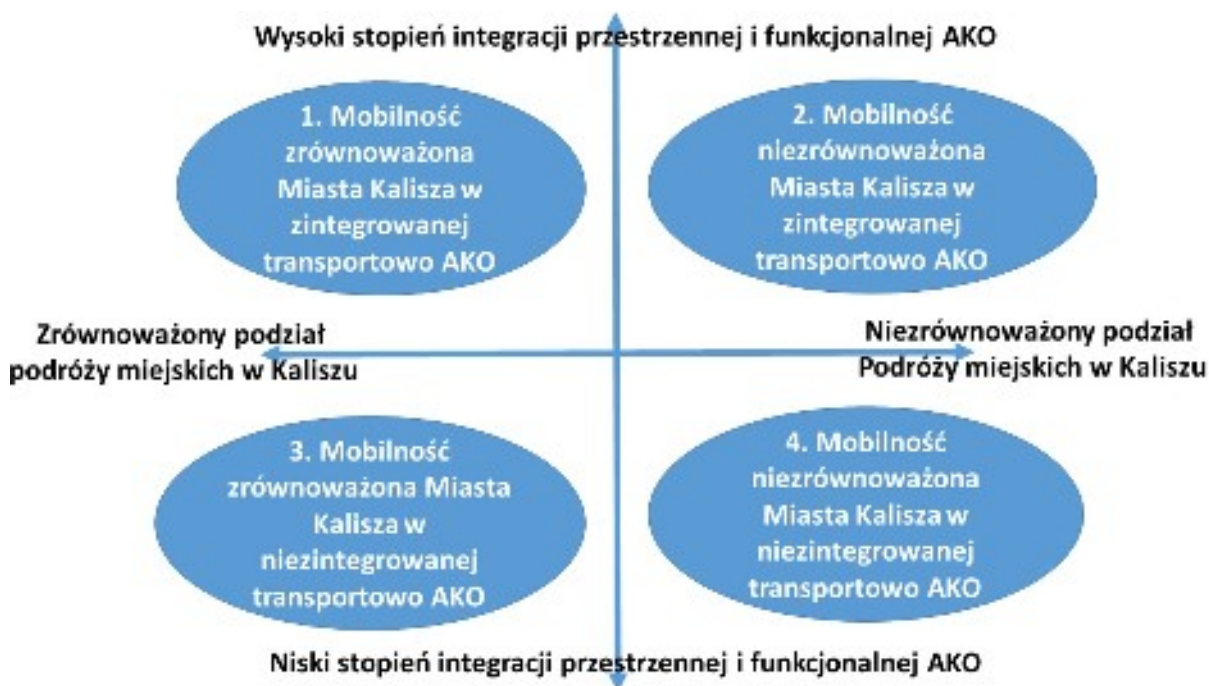 Wysoki stopień integracji przestrzennej i funkcjonalnej AKO
1. Mobilność
zrównoważona
Miasta Kalisza w
zintegrowanej
transportowo AKO
2. Mobilność
niezrównoważona
Miasta Kalisza w
zintegrowanej
transportowo AKO
Zrównoważony podział
podróży miejskich w Kaliszu
Niezrównoważony podział
Podróży miejskich w Kaliszu
3. Mobilność
zrównoważona Miasta
Kalisza w
niezintegrowanej
transportowo AKO
4. Mobilność
niezrównoważona
Miasta Kalisza w
niezintegrowanej
transportowo AKO
Niski stopień integracji przestrzennej i funkcjonalnej AKO